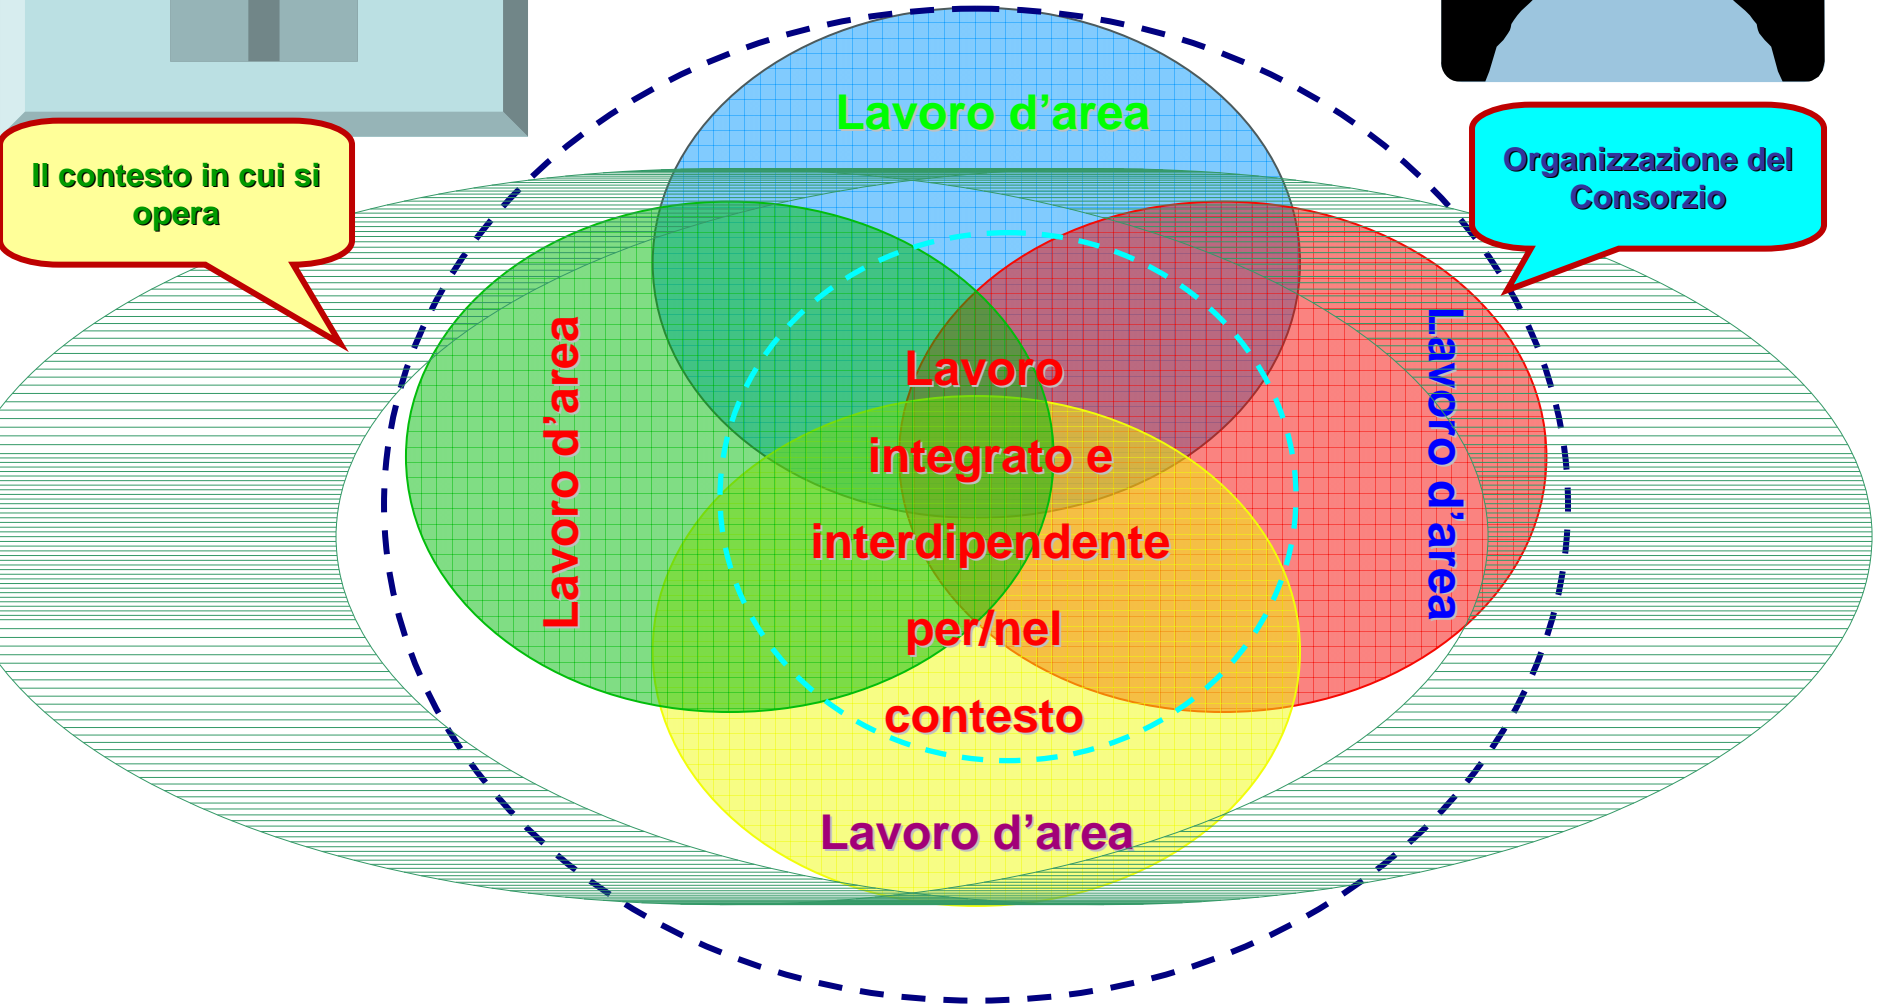 Lavoro d’area
Il contesto in cui si
opera
Organizzazione del
Consorzio
Lavoro d’area
Lavoro
integrato e
interdipendente
per/nel
contesto
Lavoro d’area
Lavoro d’area